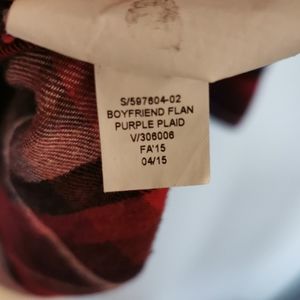 S/597604-02
BOYFRIEND FLAN
PURPLE PLAID
V/306006
FA'15
04/15